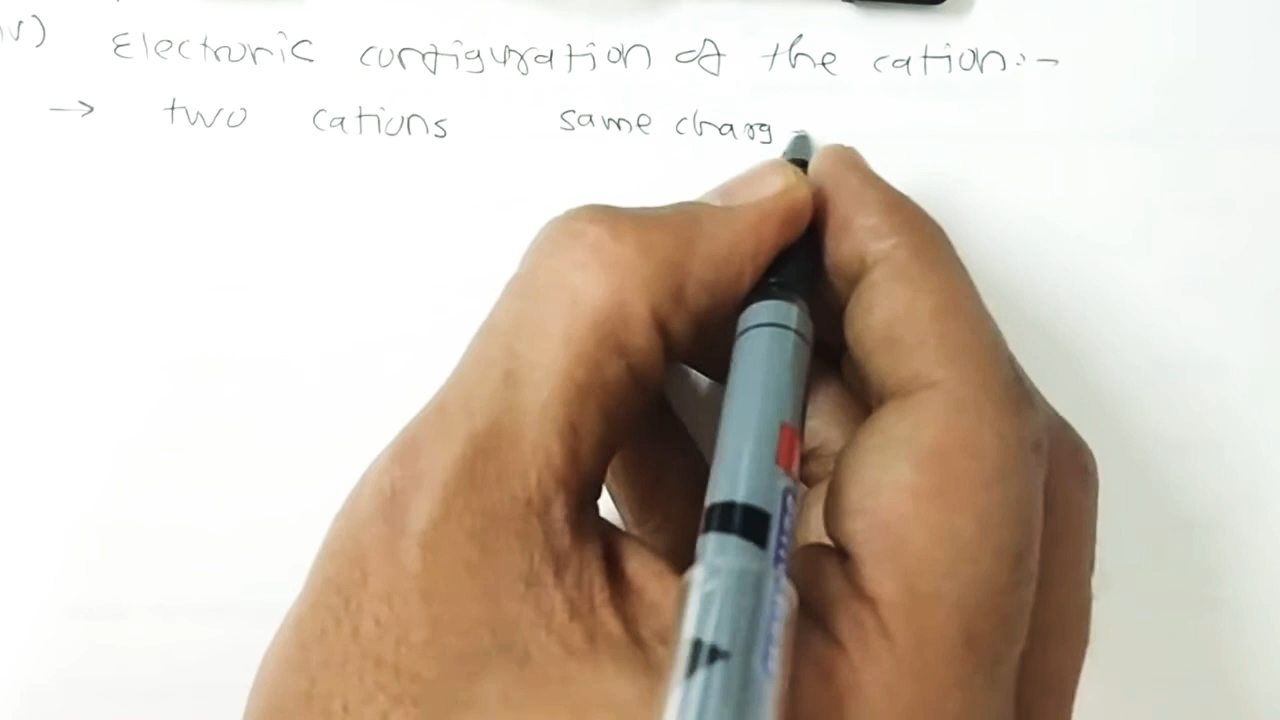 iv) Electronic configuration of the cation:-
→ two cations same charg